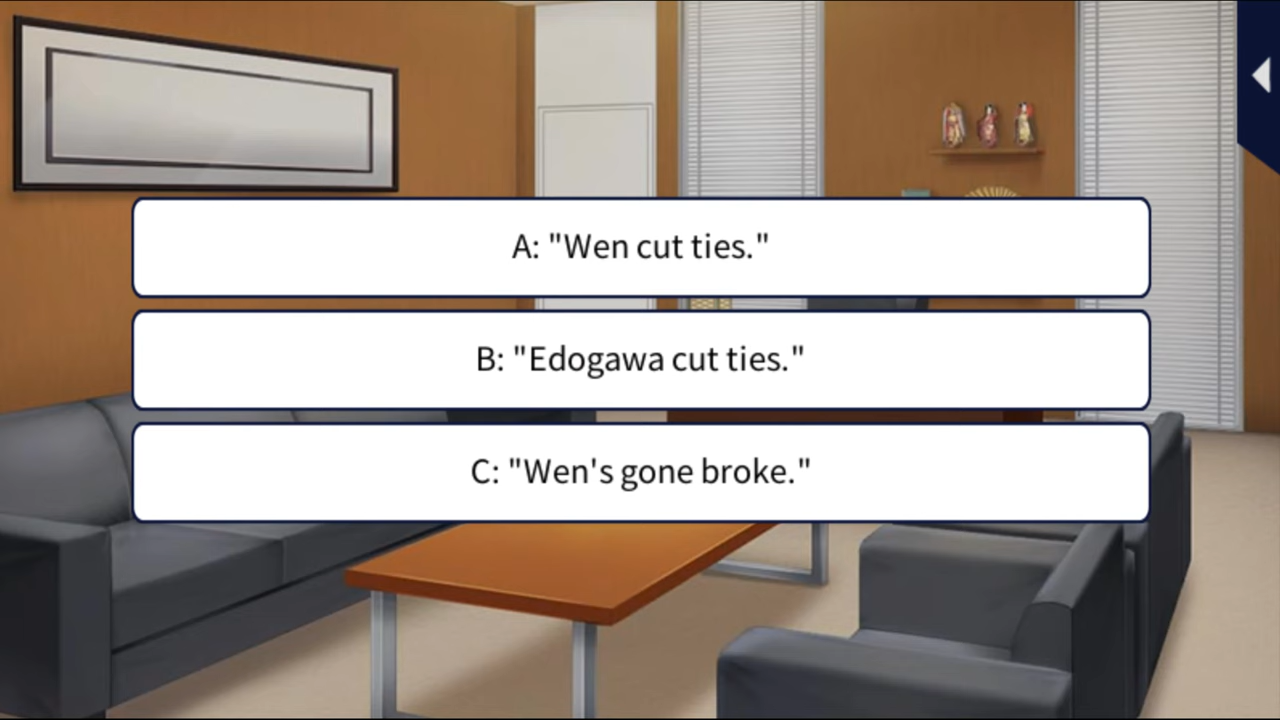 A: "Wen cut ties."
B: "Edogawa cut ties."
C: "Wen's gone broke."